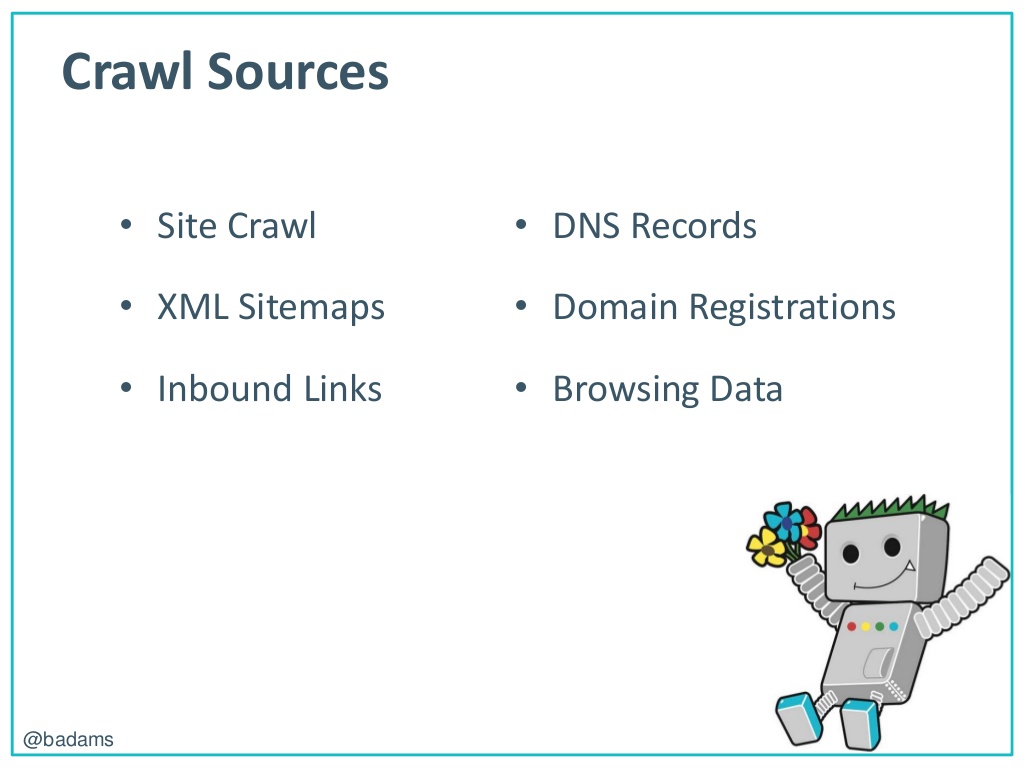 Crawl Sources
• Site Crawl
• XML Sitemaps
• Inbound Links
• DNS Records
• Domain Registrations
• Browsing Data
@badams